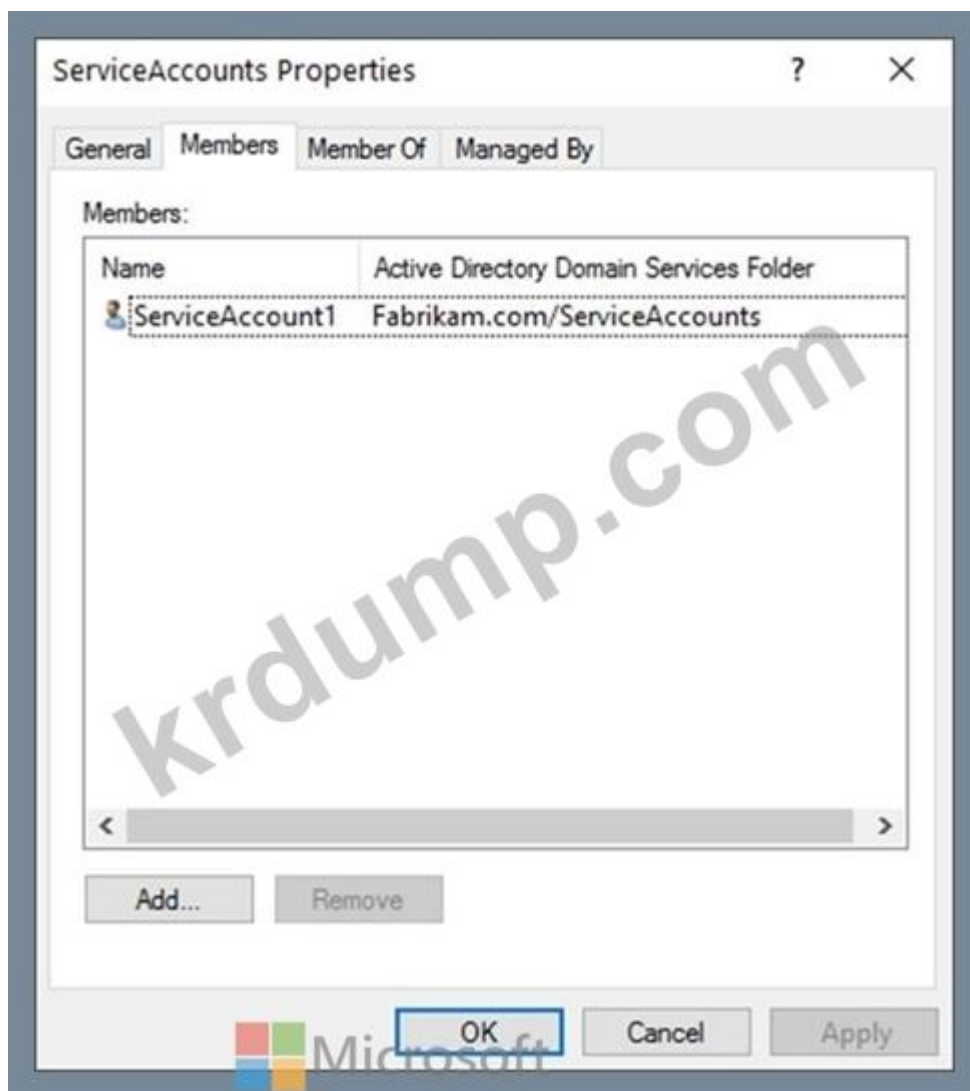 ServiceAccounts Properties ? X
General Members Member Of Managed By
Members:
Name Active Directory Domain Services Folder
ServiceAccount1 Fabrikam.com/ServiceAccounts
krdump.com
< >
Add... Remove
OK Cancel Apply
Microsoft